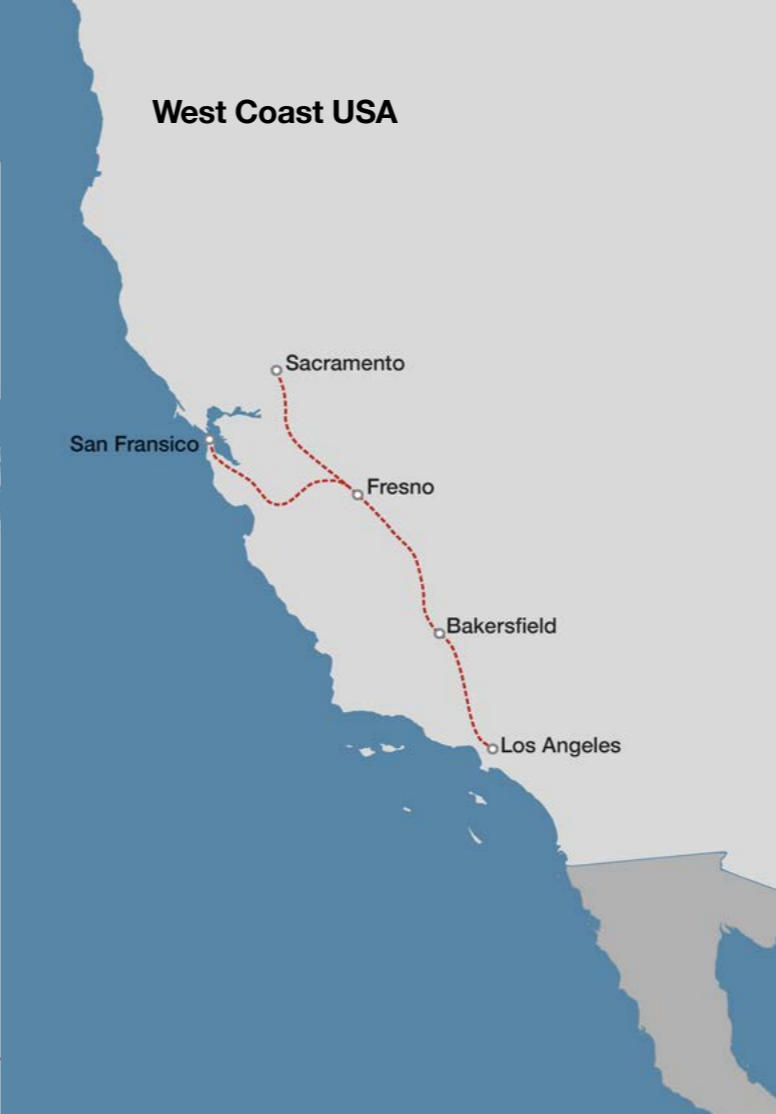 West Coast USA
Sacramento
San Fransico
Fresno
Bakersfield
Los Angeles